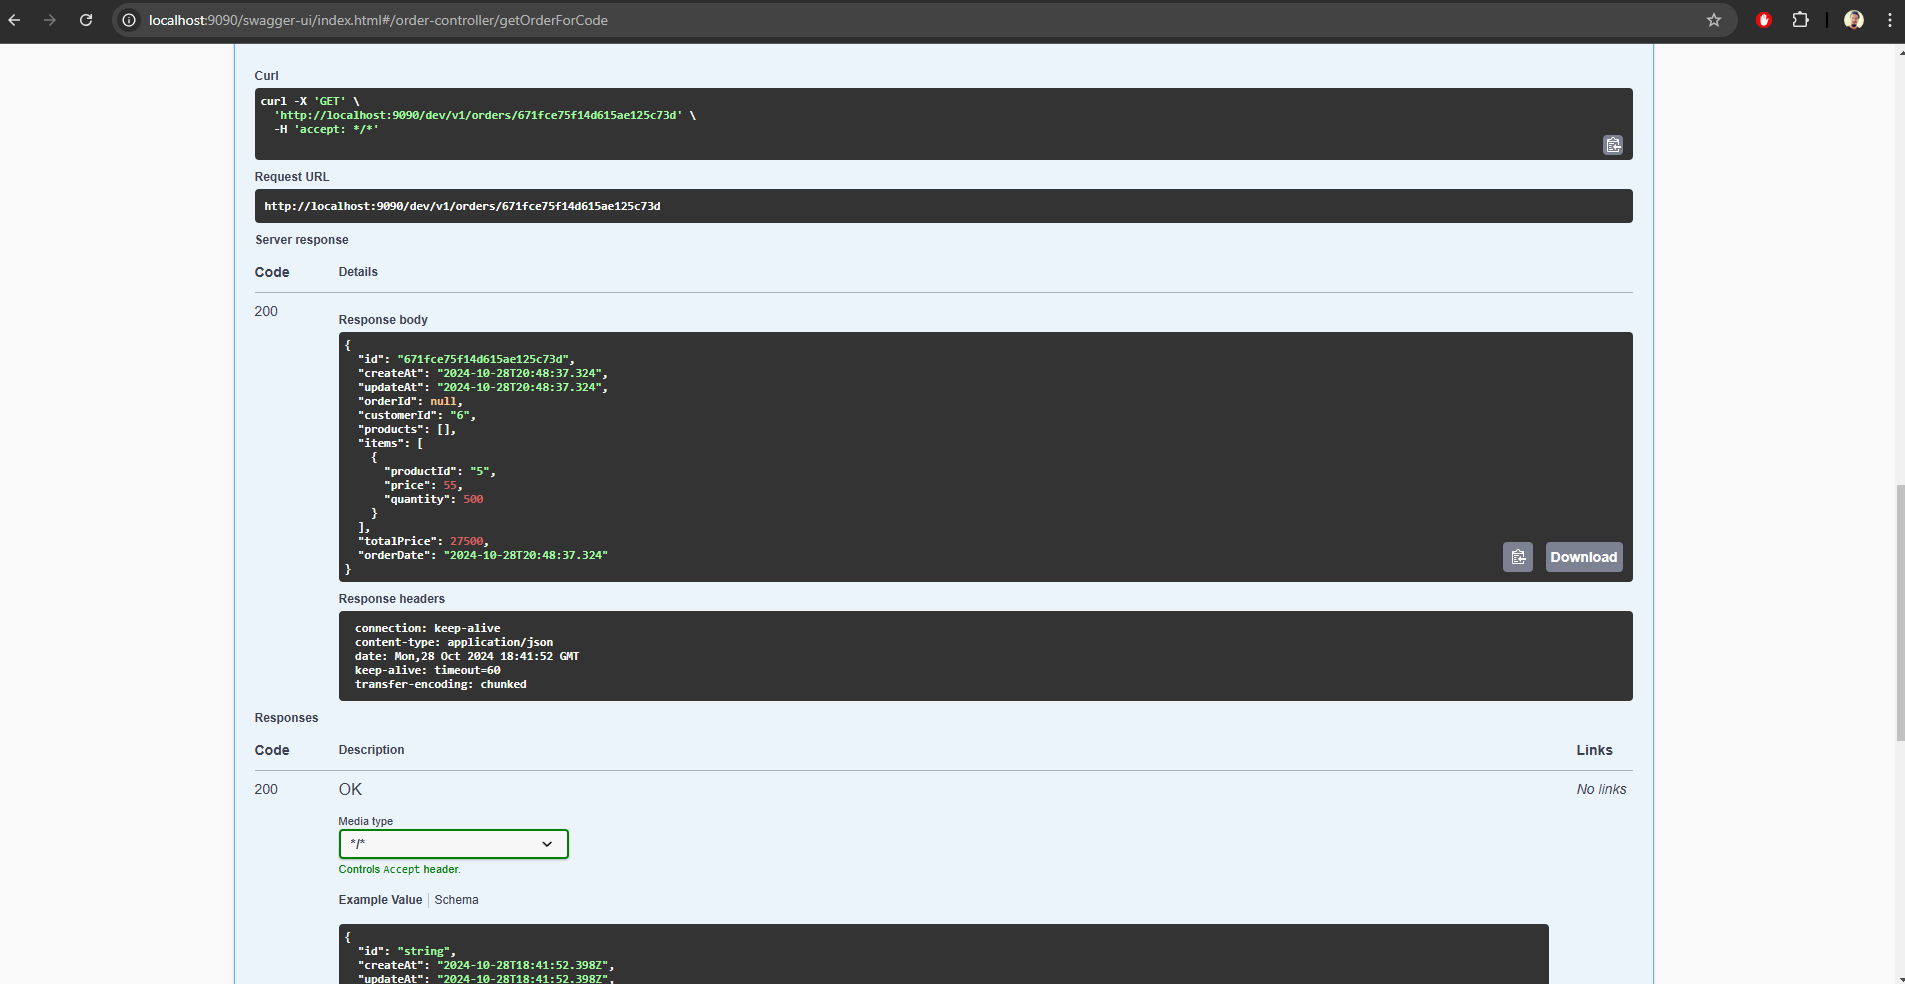 localhost:9090/swagger-ui/index.html#/order-controller/getOrderForCode
Curl
curl -X 'GET' \
'http://localhost:9090/dev/v1/orders/671fce75f14d615ae125c73d' \
-H 'accept: */*'
Request URL
http://localhost:9090/dev/v1/orders/671fce75f14d615ae125c73d
Server response
Code Details
200
Response body
{
"id": "671fce75f14d615ae125c73d",
"createAt": "2024-10-28T20:48:37.324",
"updateAt": "2024-10-28T20:48:37.324",
"orderId": null,
"customerId": "6",
"products": [],
"items": [
{
"productId": "5",
"price": 55,
"quantity": 500
}
],
"totalPrice": 27500,
"orderDate": "2024-10-28T20:48:37.324"
}
Download
Response headers
connection: keep-alive
content-type: application/json
date: Mon,28 Oct 2024 18:41:52 GMT
keep-alive: timeout=60
transfer-encoding: chunked
Responses
Code Description Links
200 OK No links
Media type
*/*
Controls Accept header.
Example Value Schema
{
"id": "string",
"createAt": "2024-10-28T18:41:52.398Z",
"updateAt": "2024-10-28T18:41:52.398Z",